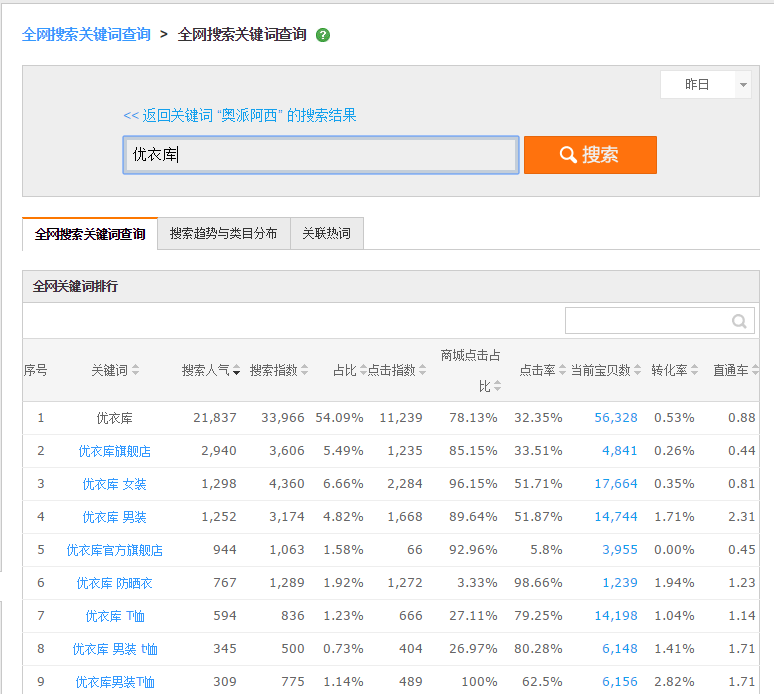 全网搜索关键词查询 > 全网搜索关键词查询 ?
昨日
<< 返回关键词 “奥派阿西” 的搜索结果
优衣库 搜索
全网搜索关键词查询 搜索趋势与类目分布 关联热词
全网关键词排行
序号 关键词 搜索人气 搜索指数 占比 点击指数 商城点击占比 点击率 当前宝贝数 转化率 直通车
1 优衣库 21,837 33,966 54.09% 11,239 78.13% 32.35% 56,328 0.53% 0.88
2 优衣库旗舰店 2,940 3,606 5.49% 1,235 85.15% 33.51% 4,841 0.26% 0.44
3 优衣库 女装 1,298 4,360 6.66% 2,284 96.15% 51.71% 17,664 0.35% 0.81
4 优衣库 男装 1,252 3,174 4.82% 1,668 89.64% 51.87% 14,744 1.71% 2.31
5 优衣库官方旗舰店 944 1,063 1.58% 66 92.96% 5.8% 3,955 0.00% 0.45
6 优衣库 防晒衣 767 1,289 1.92% 1,272 3.33% 98.66% 1,239 1.94% 1.23
7 优衣库 T恤 594 836 1.23% 666 27.11% 79.25% 14,198 1.04% 1.14
8 优衣库 男装 t恤 345 500 0.73% 404 26.97% 80.28% 6,148 1.41% 1.71
9 优衣库男装T恤 309 775 1.14% 489 100% 62.5% 6,156 2.82% 1.71